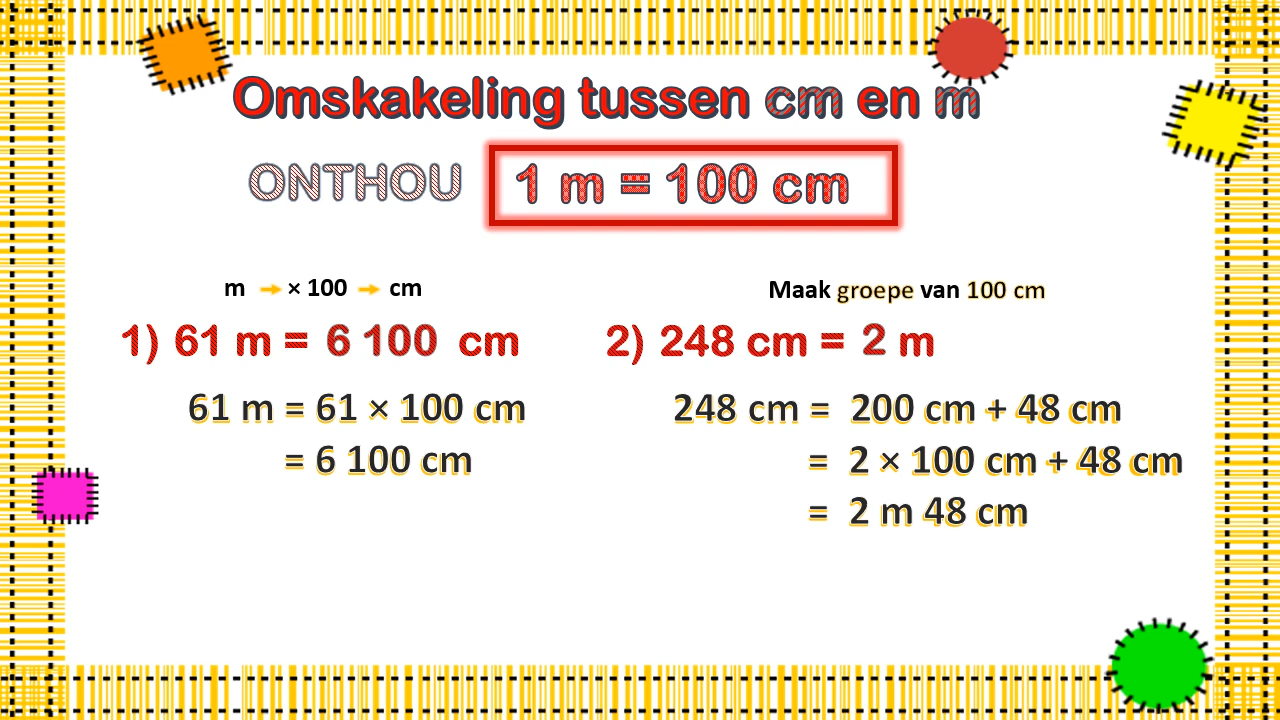 Omskakeling tussen cm en m
ONTHOU 1 m = 100 cm
m → × 100 → cm
1) 61 m = 6 100 cm
61 m = 61 × 100 cm
= 6 100 cm
Maak groepe van 100 cm
2) 248 cm = 2 m
248 cm = 200 cm + 48 cm
= 2 × 100 cm + 48 cm
= 2 m 48 cm